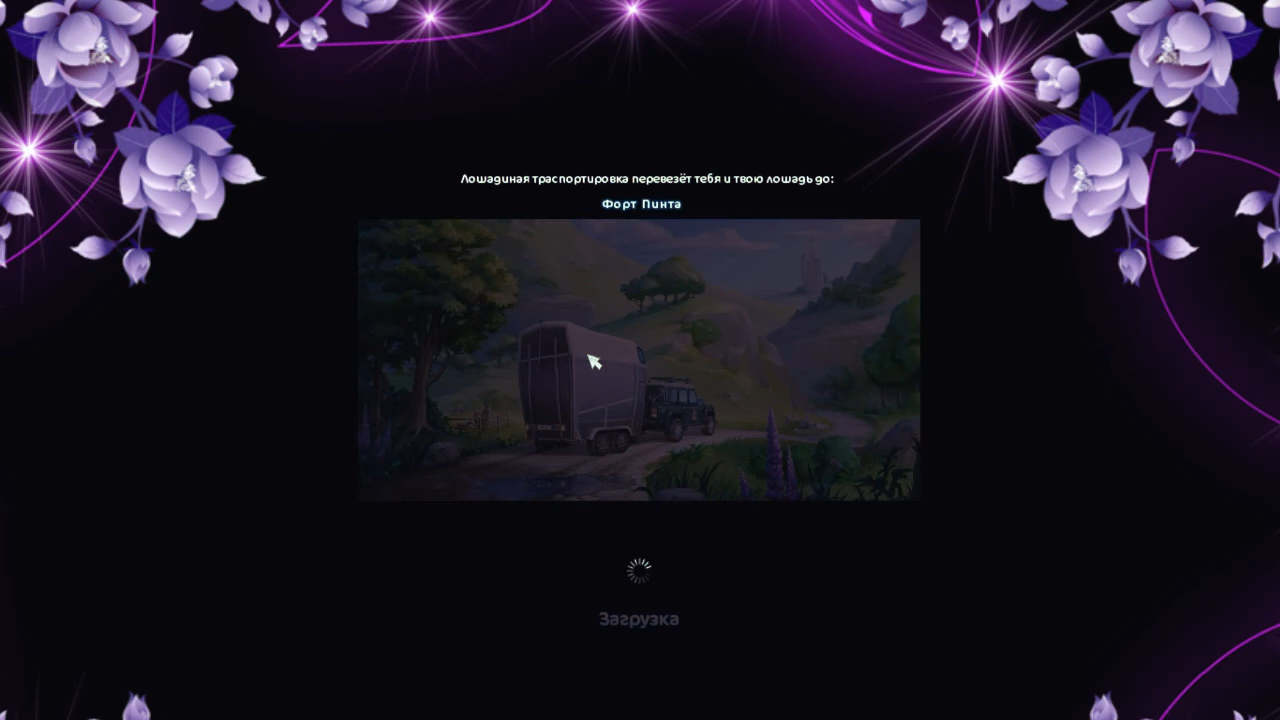 Лошадиная траспортировка перевезёт тебя и твою лошадь до:
Форт Пинта
Загрузка